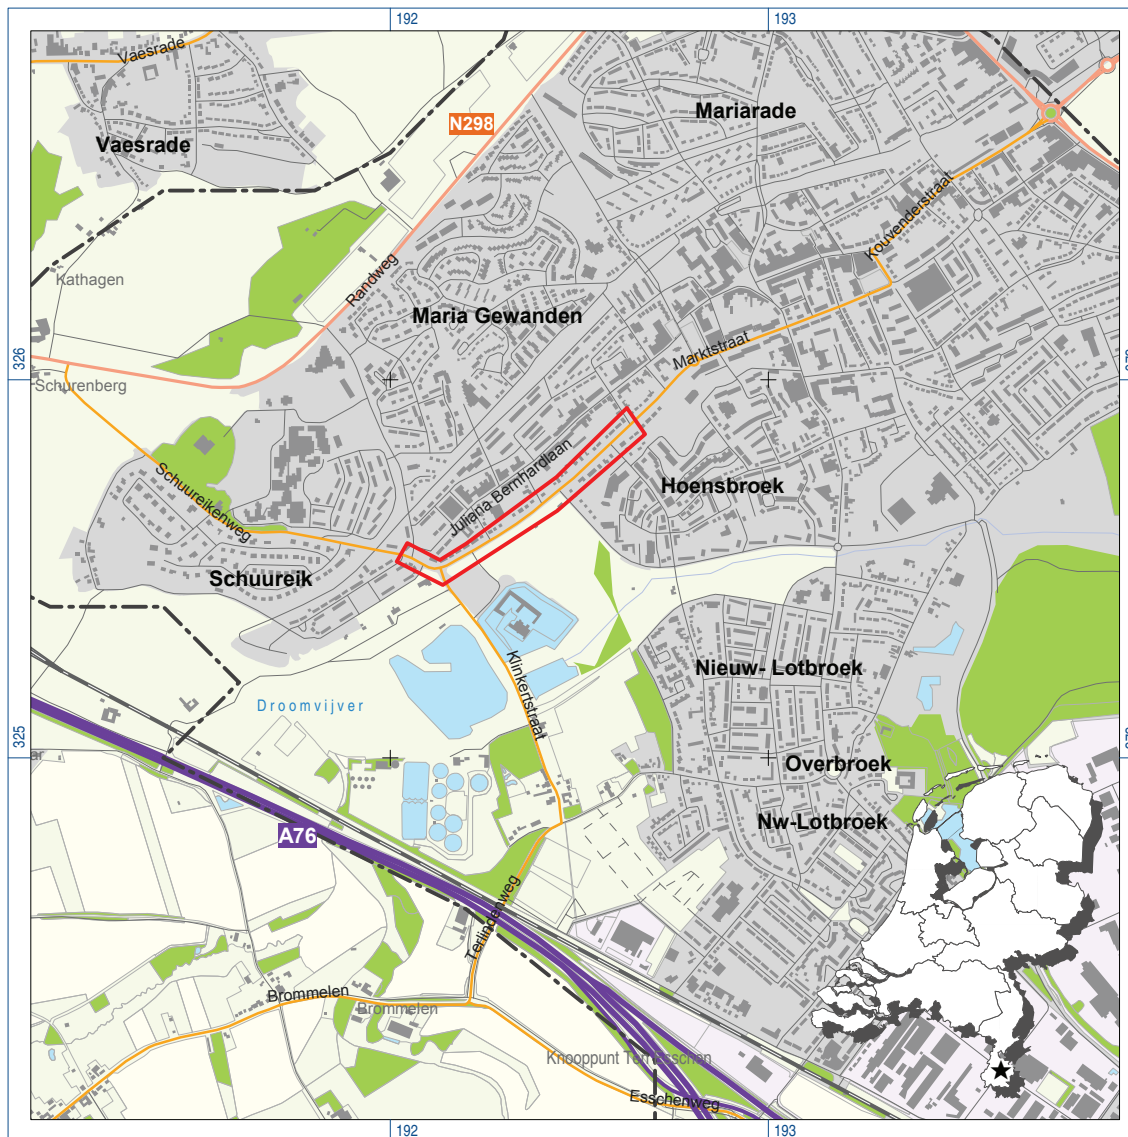 192
193
Vaesrade
Mariarade
N298
Vaesrade
Kouvenderstraat
Kathagen
Randweg
Maria Gewanden
Marktstraat
326
Schurenberg
Juliana Bernhardlaan
Schuureikenweg
Hoensbroek
Schuureik
Klinkertstraat
Nieuw- Lotbroek
Droomvijver
325
Overbroek
A76
Nw-Lotbroek
Terlindenweg
Brommelen
Brommelen
Esschenweg
192
193